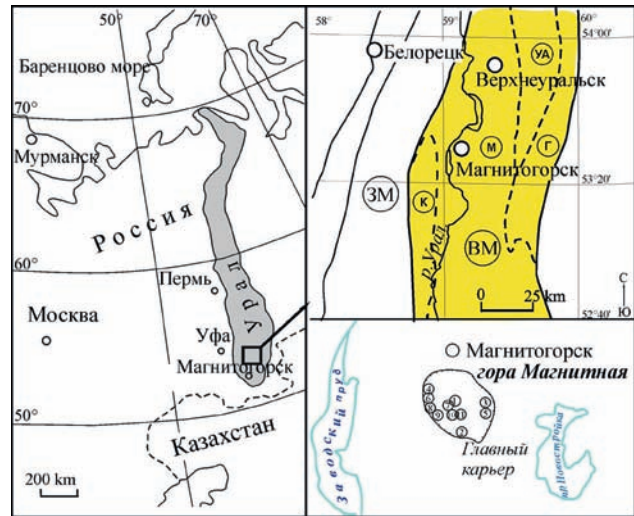 50°
70°
Баренцово море
70°
Мурманск
Россия
60°
Урал
Пермь
Москва
Уфа
Магнитогорск
50°
Казахстан
200 km
58°
59°
60°
54°00'
Белорецк
УА
Верхнеуральск
М
Г
Магнитогорск
53°20'
ЗМ
К
р. Урал
ВМ
0 25 km
С
Ю
52°40'
Магнитогорск
гора Магнитная
Заводский пруд
Главный
карьер